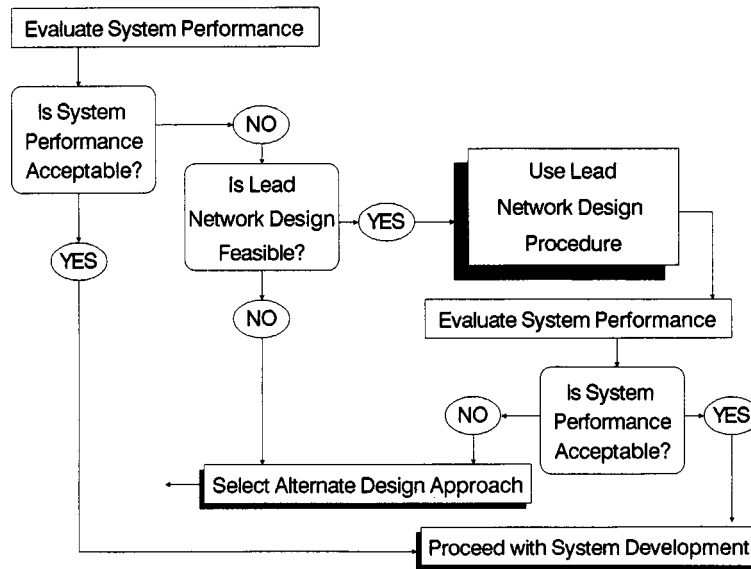 Evaluate System Performance
Is System
Performance
Acceptable?
NO
Is Lead
Network Design
Feasible?
YES
Use Lead
Network Design
Procedure
YES
NO
Evaluate System Performance
Is System
Performance
Acceptable?
NO
YES
Select Alternate Design Approach
Proceed with System Development